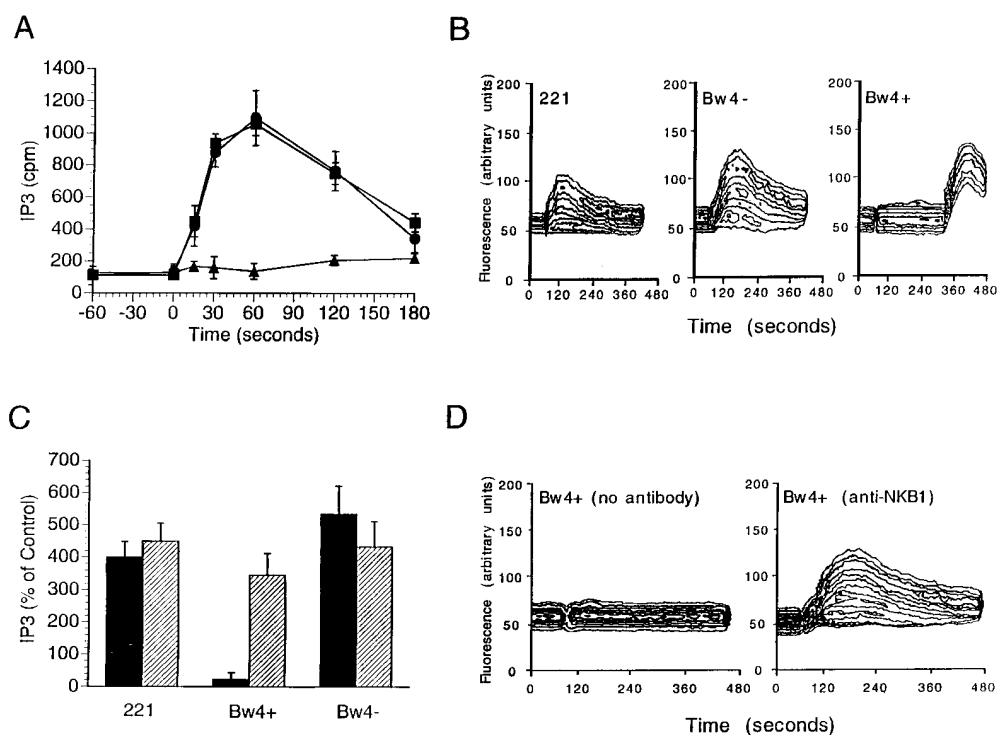 A
1400
1200
1000
800
600
400
200
0
IP3 (cpm)
-60 -30 0 30 60 90 120 150 180
Time (seconds)
B
Fluorescence (arbitrary units)
200
150
100
50
0
221
0 120 240 360 480
200
150
100
50
0
Bw4-
0 120 240 360 480
200
150
100
50
0
Bw4+
0 120 240 360 480
Time (seconds)
C
700
600
500
400
300
200
100
0
IP3 (% of Control)
221 Bw4+ Bw4-
D
Fluorescence (arbitrary units)
200
150
100
50
0
Bw4+ (no antibody)
0 120 240 360 480
200
150
100
50
0
Bw4+ (anti-NKB1)
0 120 240 360 480
Time (seconds)